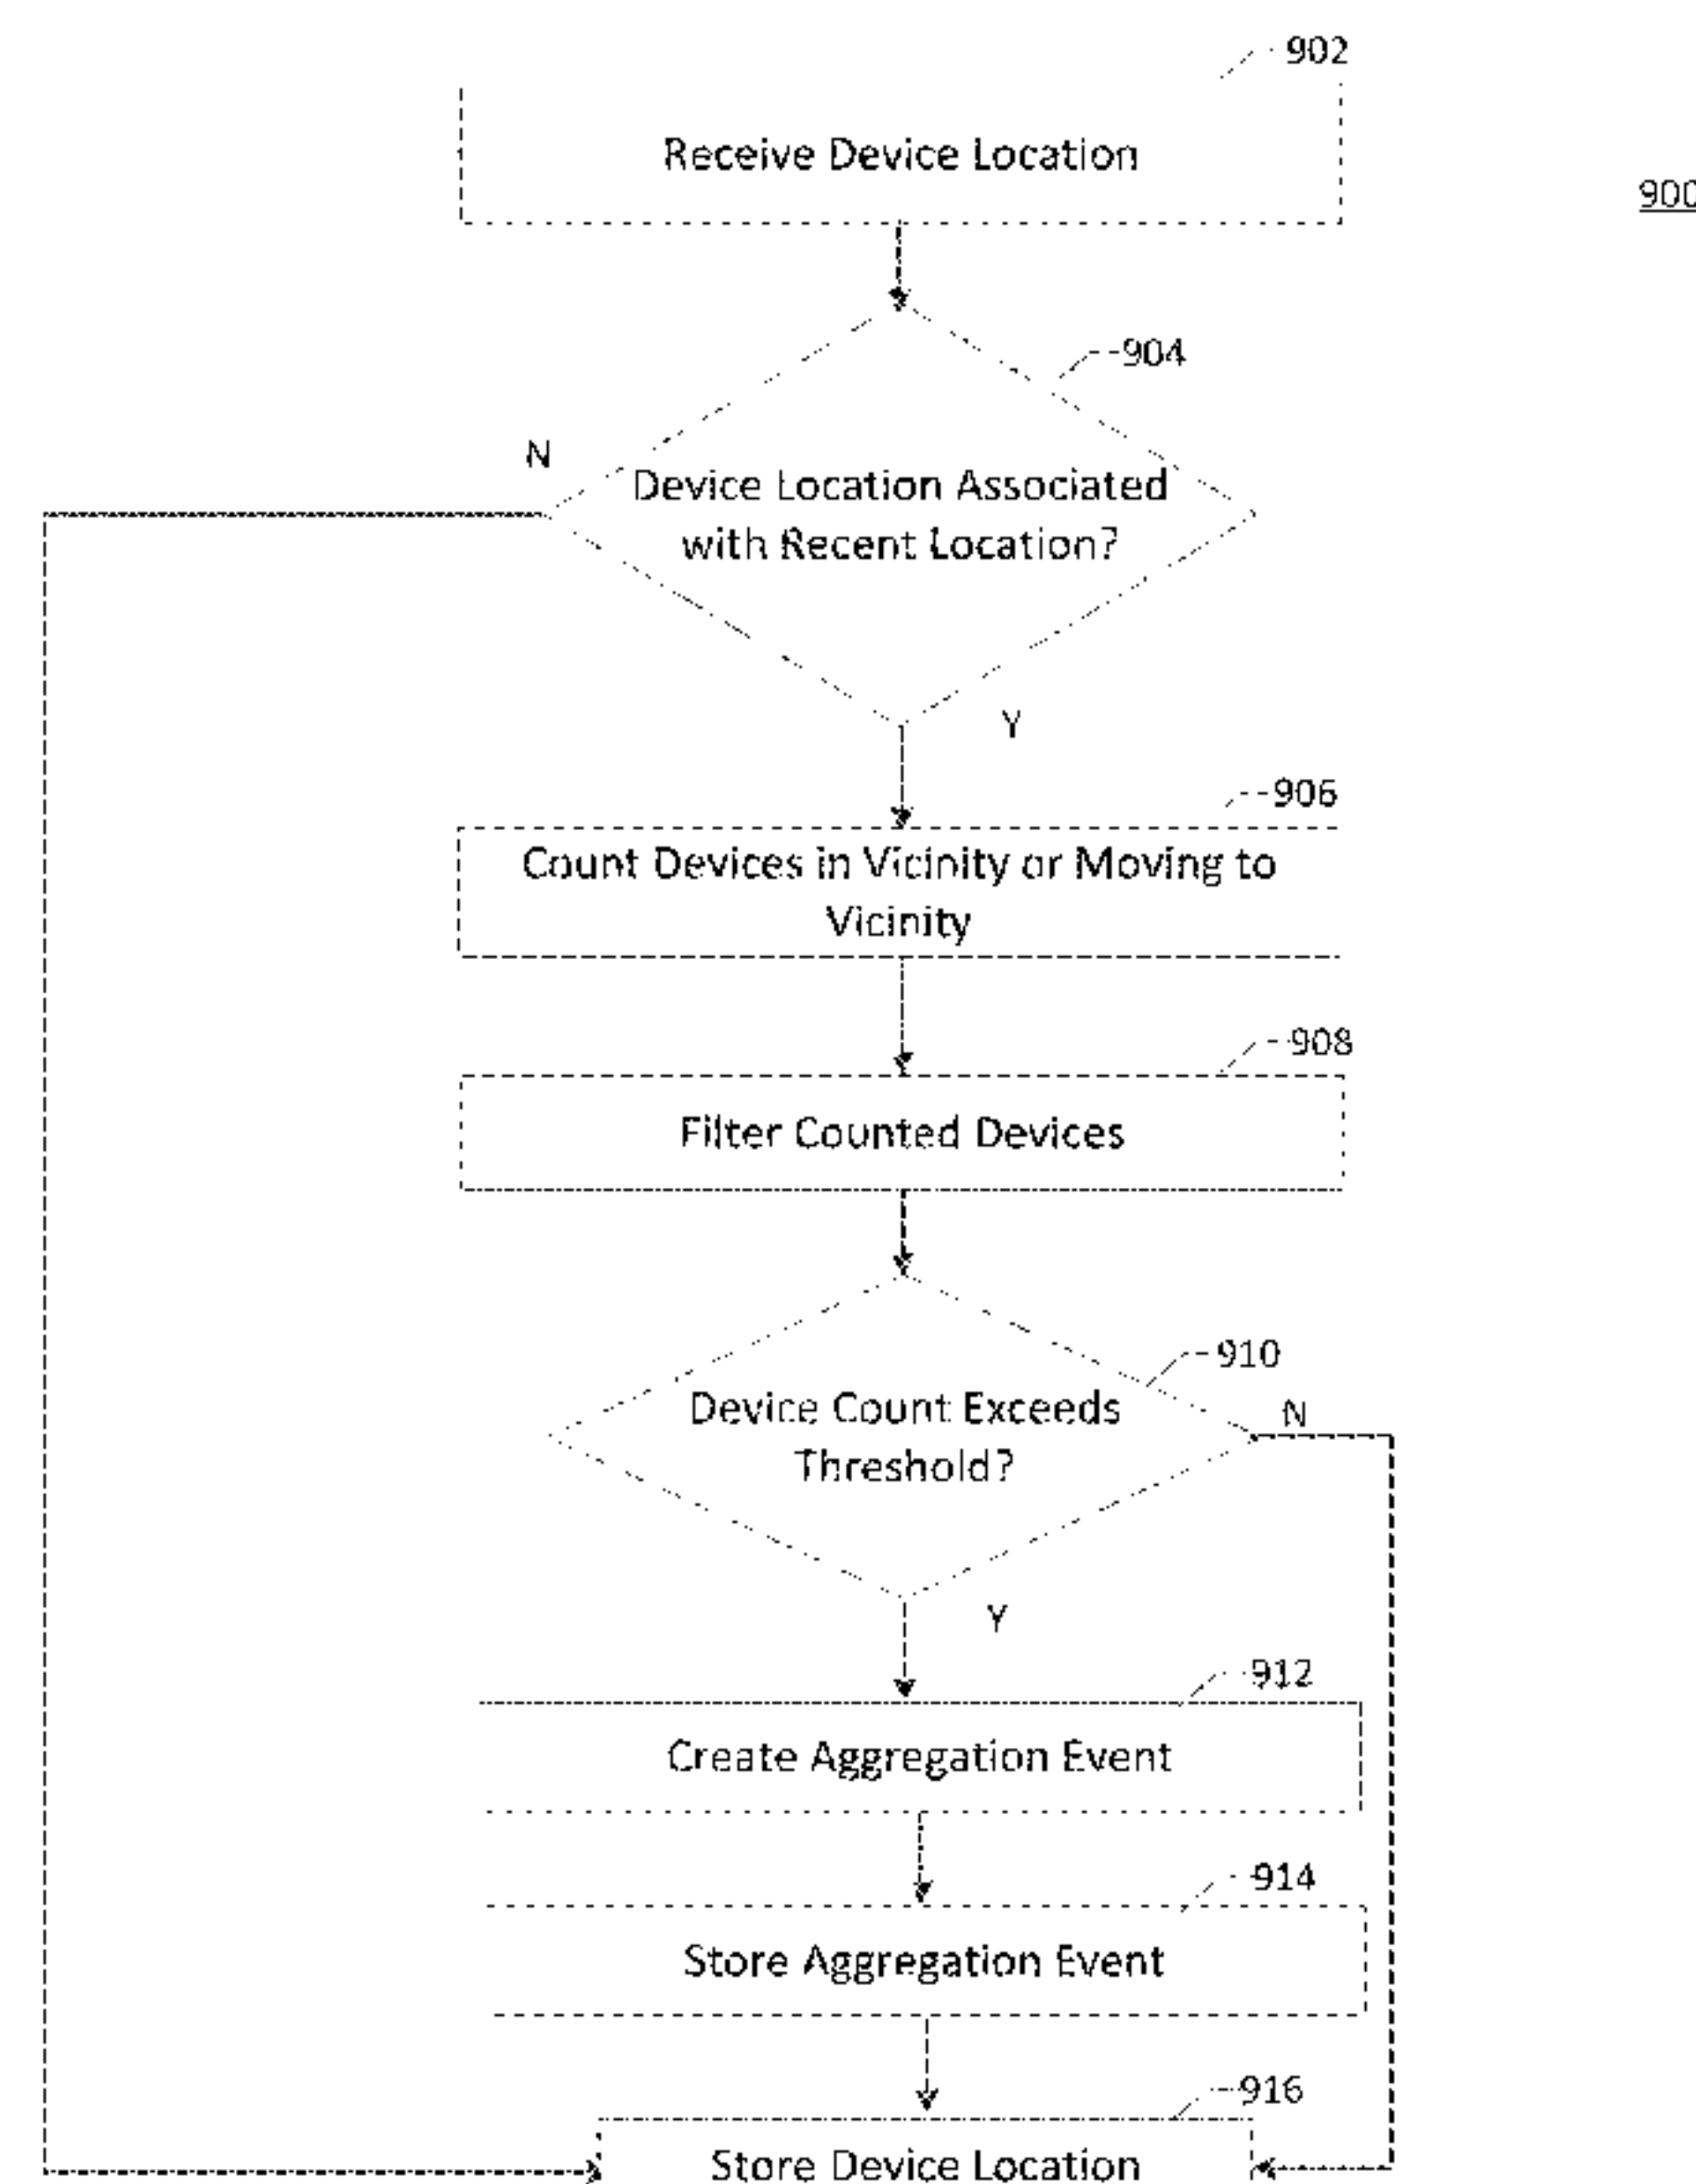 902
Receive Device Location
900
904
N
Device Location Associated
with Recent Location?
Y
906
Count Devices in Vicinity or Moving to
Vicinity
908
Filter Counted Devices
910
Device Count Exceeds
Threshold?
N
Y
912
Create Aggregation Event
914
Store Aggregation Event
916
Store Device Location